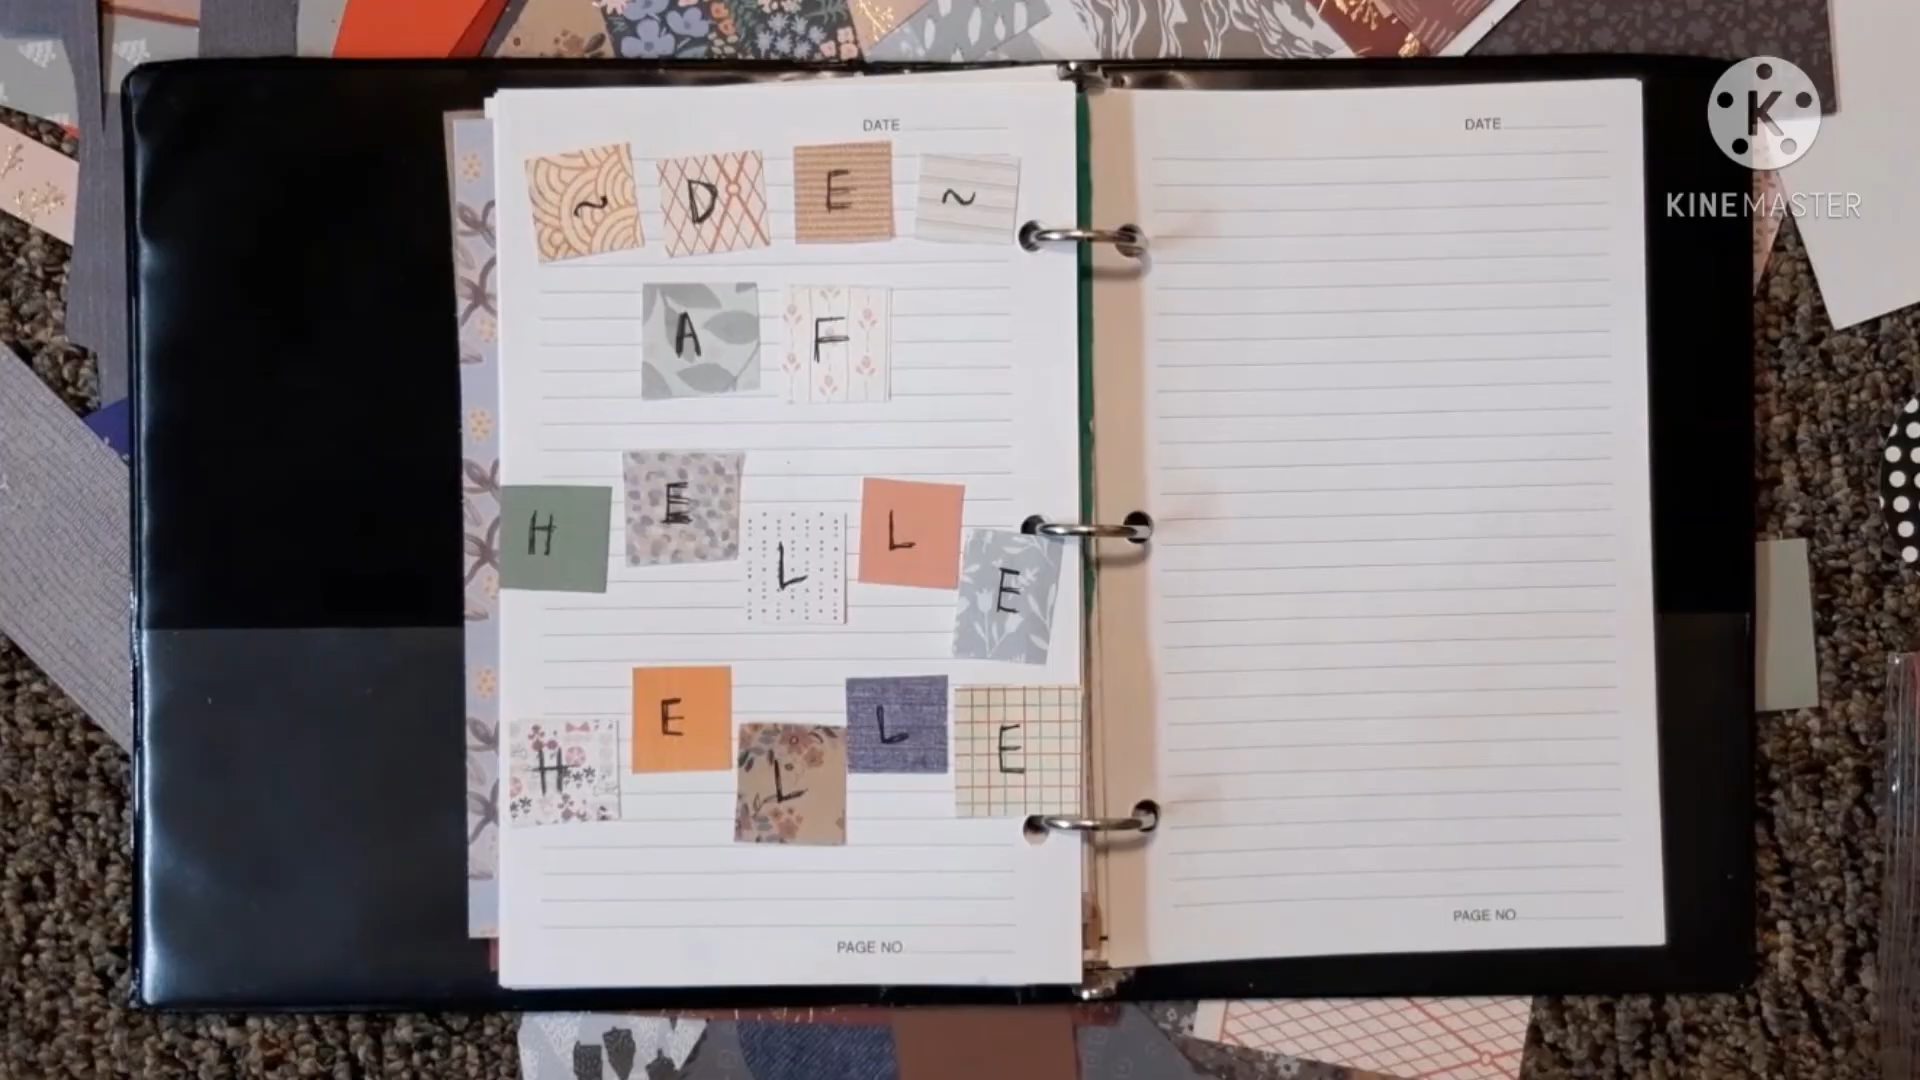 DATE
~ D E ~
A F
H E L L E
H E L L E
PAGE NO
DATE
PAGE NO
K
KINEMASTER